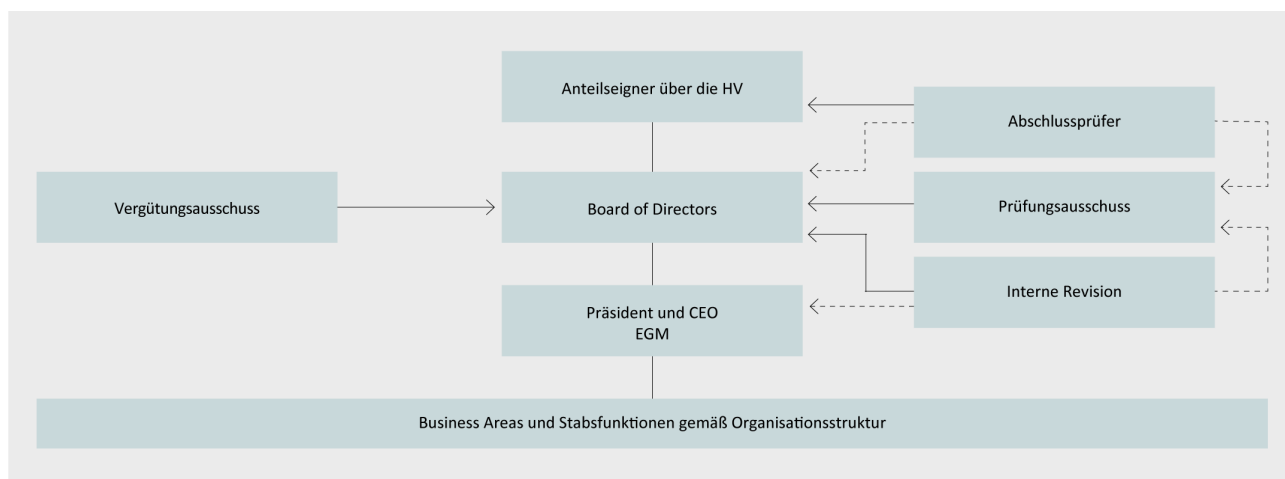 Anteilseigner über die HV
Abschlussprüfer
Vergütungsausschuss
Board of Directors
Prüfungsausschuss
Interne Revision
Präsident und CEO
EGM
Business Areas und Stabsfunktionen gemäß Organisationsstruktur